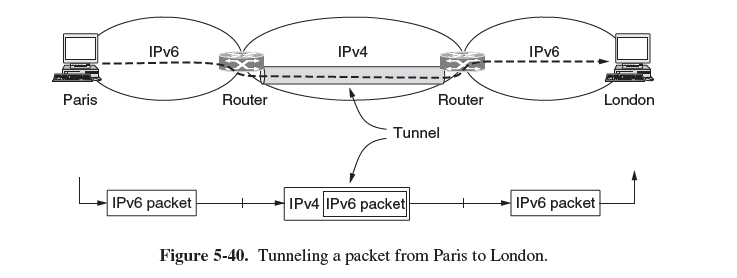 IPv6 IPv4 IPv6
Paris Router Router London
Tunnel
IPv6 packet IPv4 IPv6 packet IPv6 packet
Figure 5-40. Tunneling a packet from Paris to London.